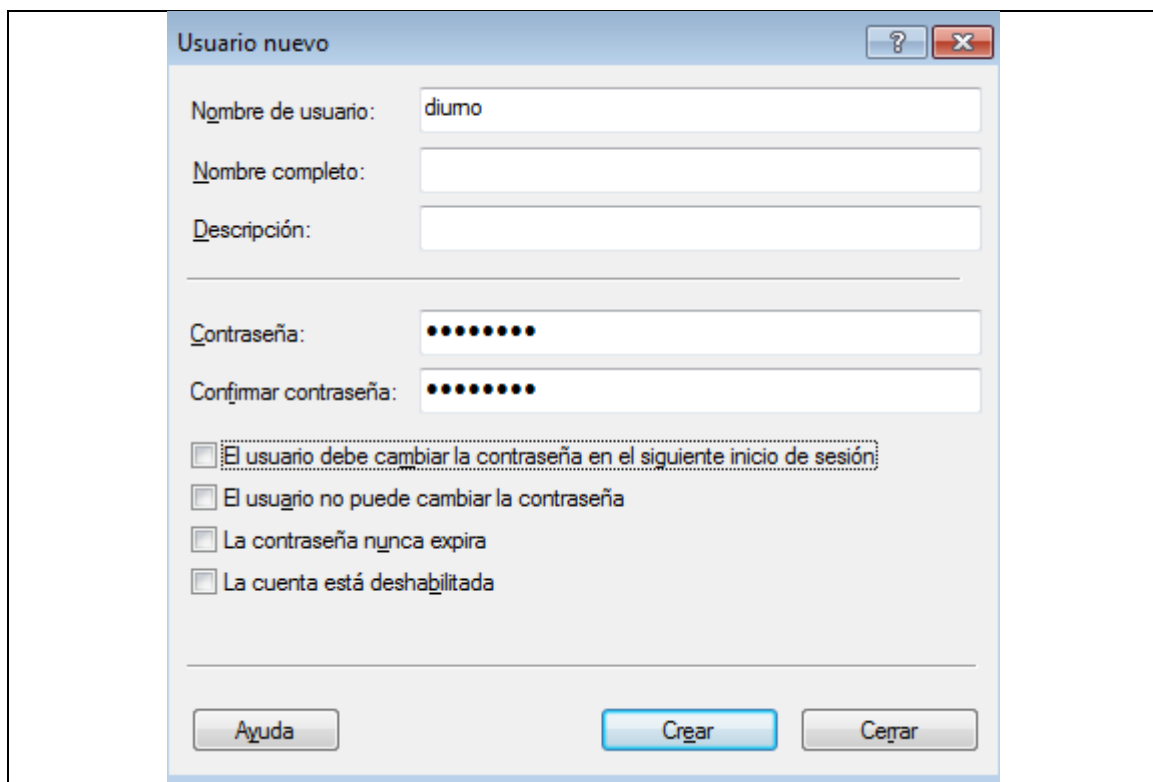 Usuario nuevo
Nombre de usuario: diurno
Nombre completo:
Descripción:
Contraseña: ••••••••
Confirmar contraseña: ••••••••
El usuario debe cambiar la contraseña en el siguiente inicio de sesión
El usuario no puede cambiar la contraseña
La contraseña nunca expira
La cuenta está deshabilitada
Ayuda Crear Cerrar